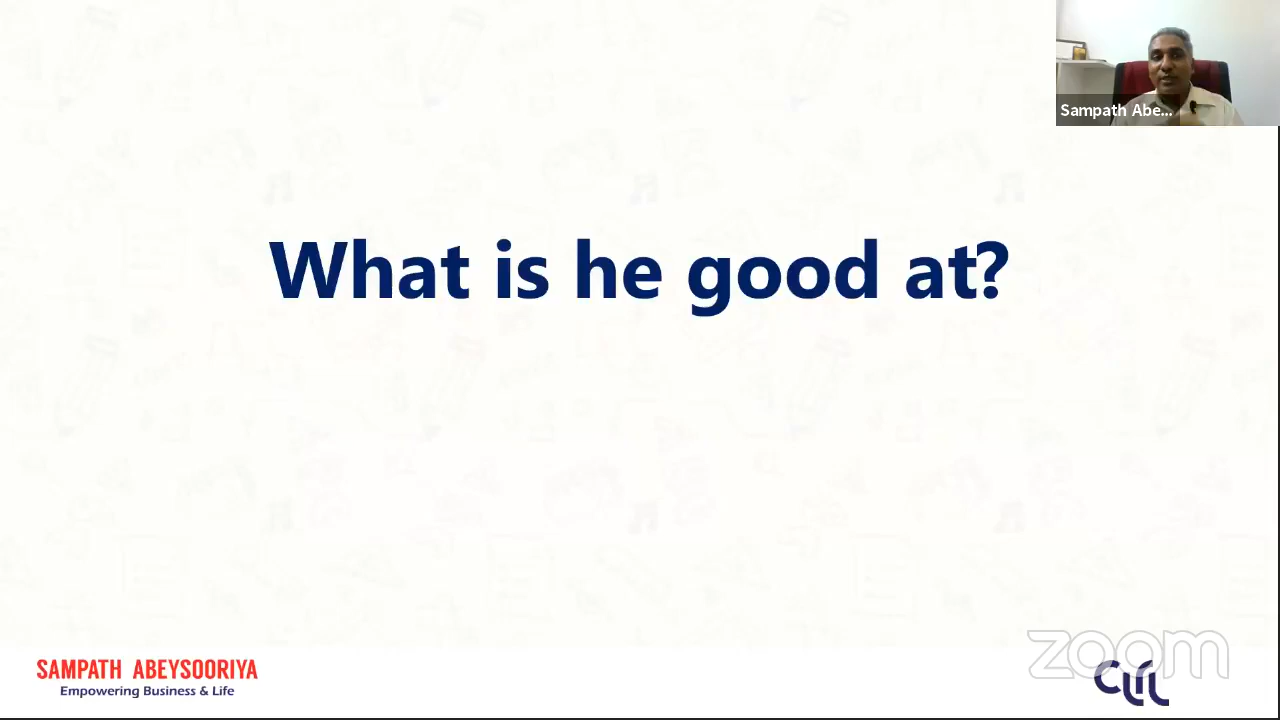 Sampath Abe...
What is he good at?
SAMPATH ABEYSOORIYA
Empowering Business & Life
zoom